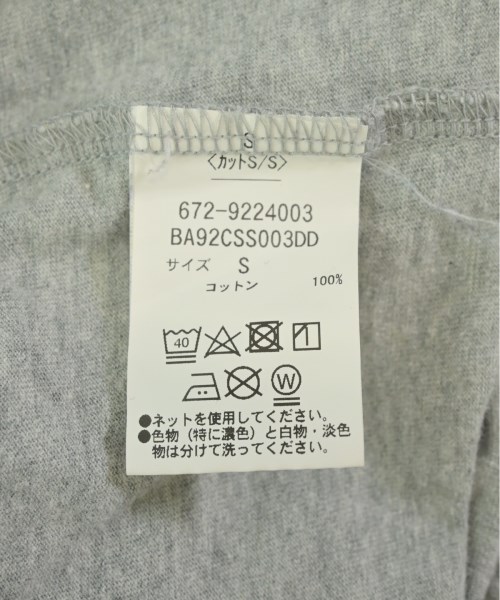 S
〈カットS/S〉
672-9224003
BA92CSS003DD
サイズ S
コットン 100%
40
W
●ネットを使用してください。
●色物（特に濃色）と白物・淡色
物は分けて洗ってください。